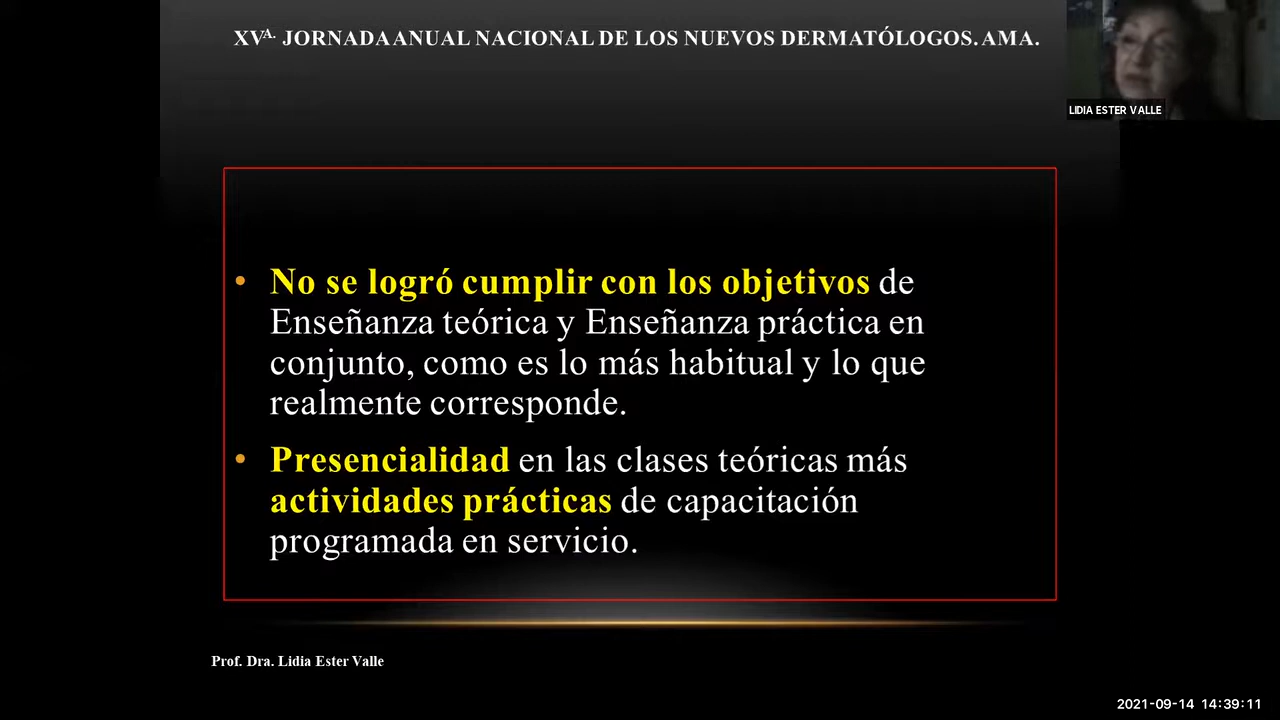 XVA. JORNADA ANUAL NACIONAL DE LOS NUEVOS DERMATÓLOGOS. AMA.
LIDIA ESTER VALLE
• No se logró cumplir con los objetivos de
Enseñanza teórica y Enseñanza práctica en
conjunto, como es lo más habitual y lo que
realmente corresponde.
• Presencialidad en las clases teóricas más
actividades prácticas de capacitación
programada en servicio.
Prof. Dra. Lidia Ester Valle
2021-09-14 14:39:11